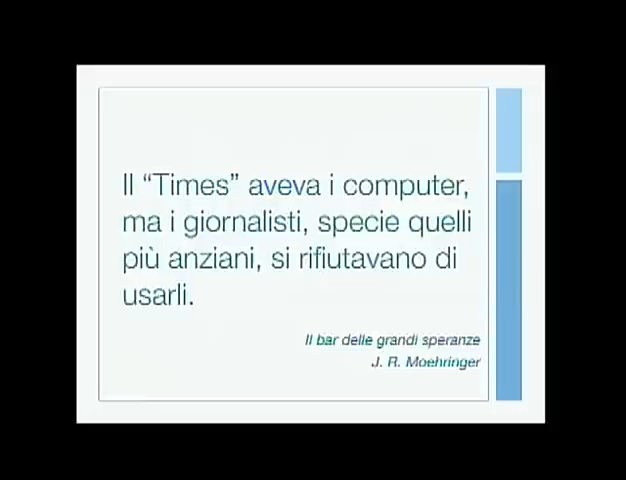 Il “Times” aveva i computer,
ma i giornalisti, specie quelli
più anziani, si rifiutavano di
usarli.
Il bar delle grandi speranze
J. R. Moehringer